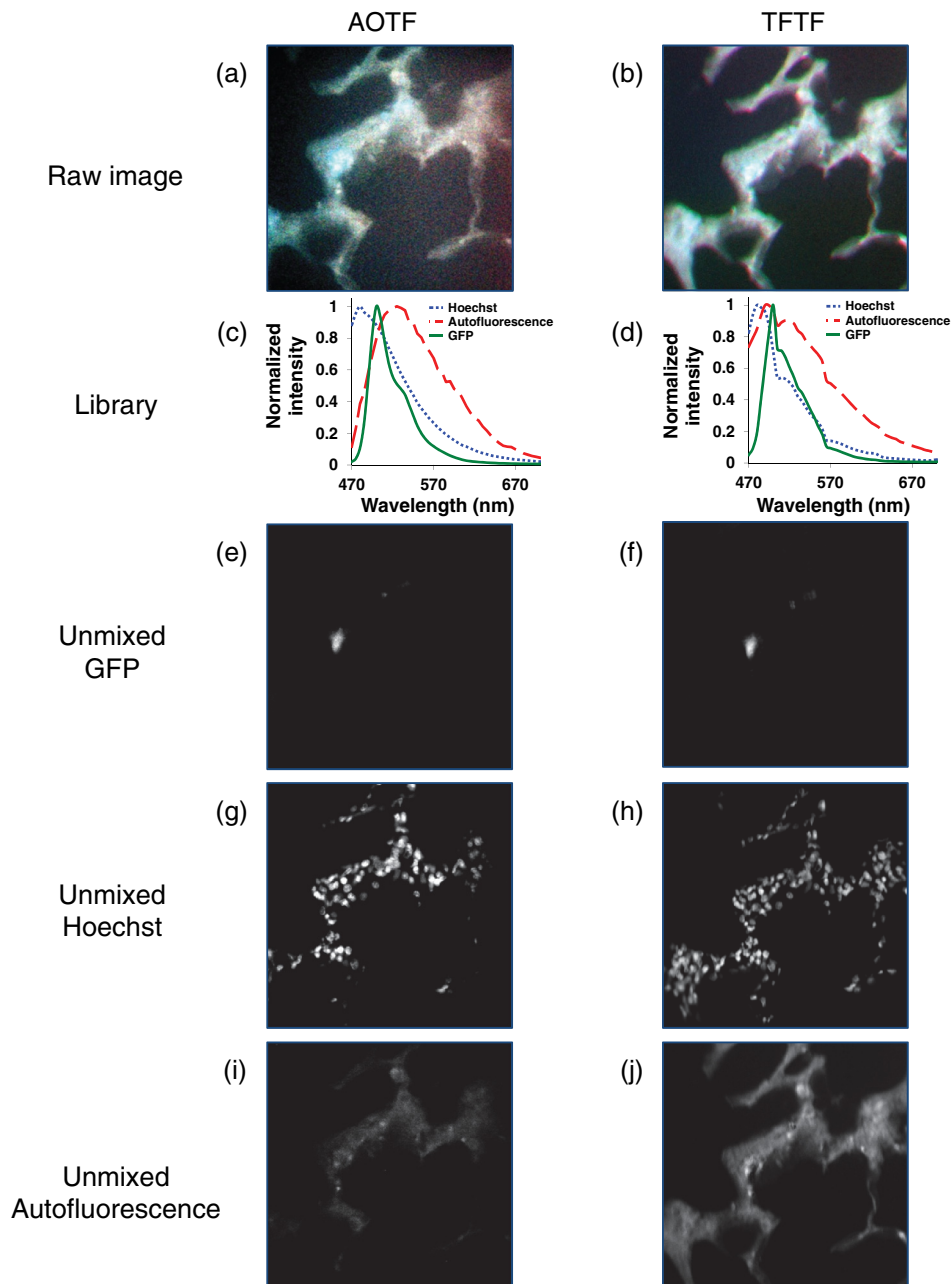 AOTF
TFTF
(a)
(b)
Raw image
(c)
Normalized
intensity
1
0.8
0.6
0.4
0.2
0
Hoechst
Autofluorescence
GFP
470
570
670
Wavelength (nm)
(d)
Normalized
intensity
1
0.8
0.6
0.4
0.2
0
Hoechst
Autofluorescence
GFP
470
570
670
Wavelength (nm)
Library
(e)
(f)
Unmixed
GFP
(g)
(h)
Unmixed
Hoechst
(i)
(j)
Unmixed
Autofluorescence